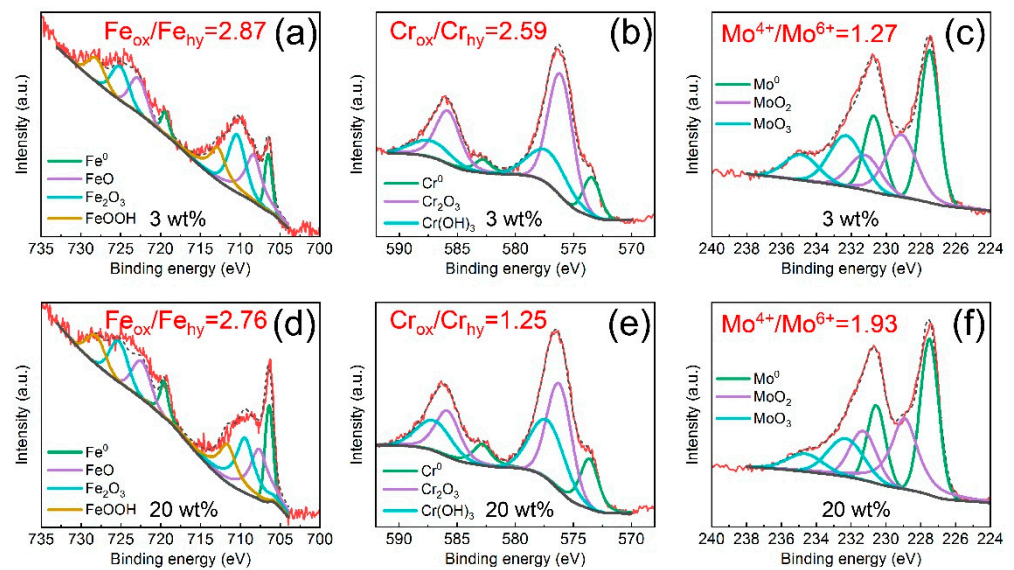 Fe_ox/Fe_hy=2.87 (a)
Intensity (a.u.)
Fe⁰
FeO
Fe₂O₃
FeOOH
3 wt%
735 730 725 720 715 710 705 700
Binding energy (eV)
Cr_ox/Cr_hy=2.59 (b)
Intensity (a.u.)
Cr⁰
Cr₂O₃
Cr(OH)₃
3 wt%
590 585 580 575 570
Binding energy (eV)
Mo⁴⁺/Mo⁶⁺=1.27 (c)
Intensity (a.u.)
Mo⁰
MoO₂
MoO₃
3 wt%
240 238 236 234 232 230 228 226 224
Binding energy (eV)
Fe_ox/Fe_hy=2.76 (d)
Intensity (a.u.)
Fe⁰
FeO
Fe₂O₃
FeOOH
20 wt%
735 730 725 720 715 710 705 700
Binding energy (eV)
Cr_ox/Cr_hy=1.25 (e)
Intensity (a.u.)
Cr⁰
Cr₂O₃
Cr(OH)₃
20 wt%
590 585 580 575 570
Binding energy (eV)
Mo⁴⁺/Mo⁶⁺=1.93 (f)
Intensity (a.u.)
Mo⁰
MoO₂
MoO₃
20 wt%
240 238 236 234 232 230 228 226 224
Binding energy (eV)